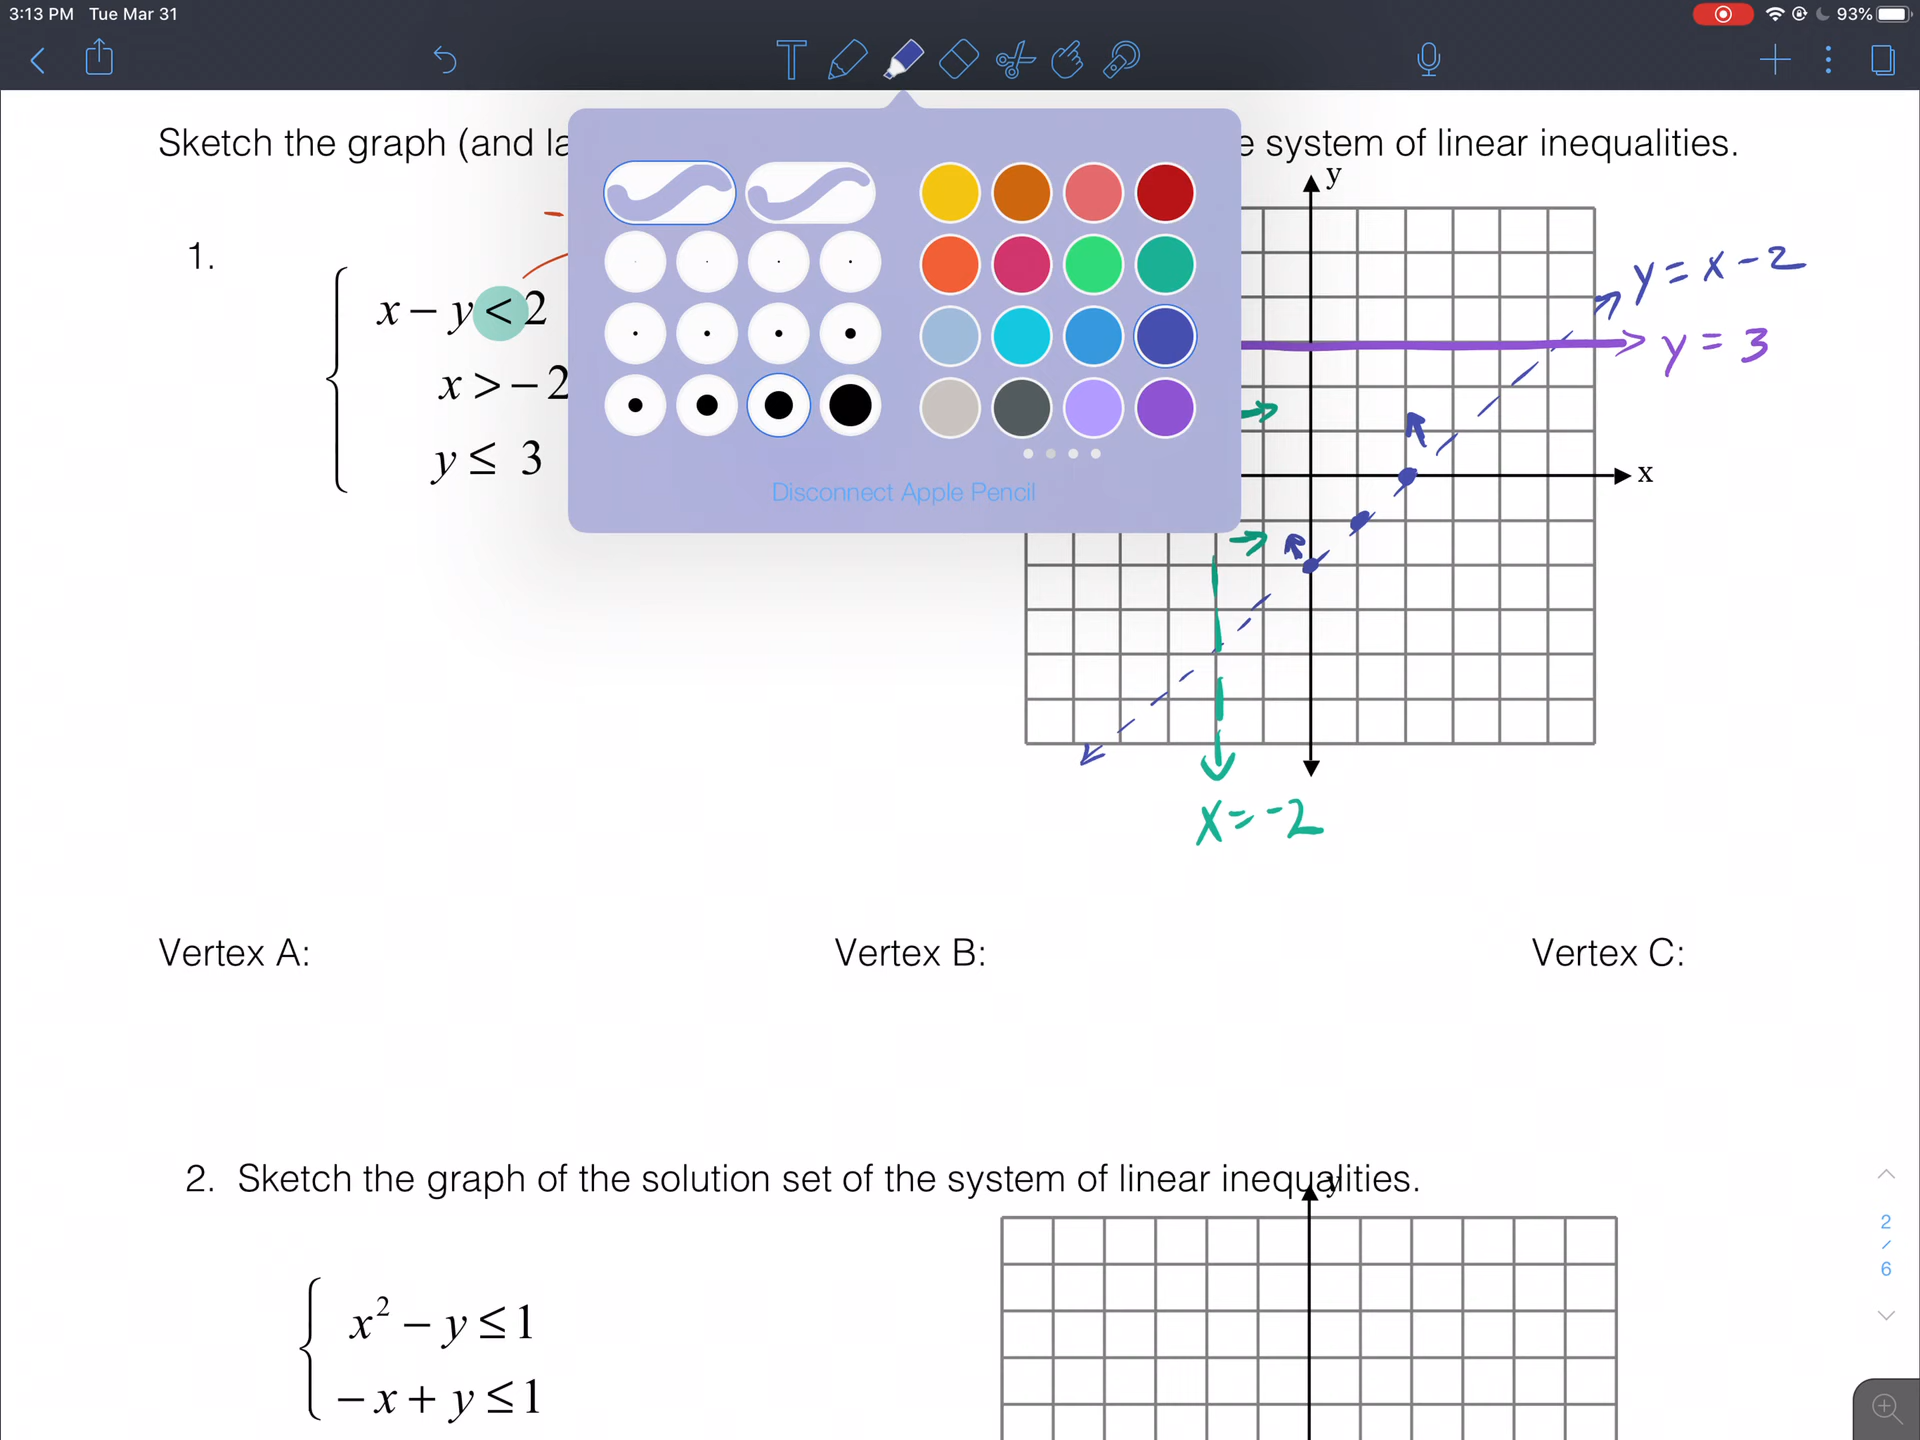 3:13 PM Tue Mar 31
93%
T
Sketch the graph (and la
e system of linear inequalities.
y
1.
x − y < 2
x > −2
y ≤ 3
Disconnect Apple Pencil
y = x − 2
y = 3
x
x = -2
Vertex A:
Vertex B:
Vertex C:
2. Sketch the graph of the solution set of the system of linear inequalities.
y
x² − y ≤ 1
−x + y ≤ 1
2
/
6